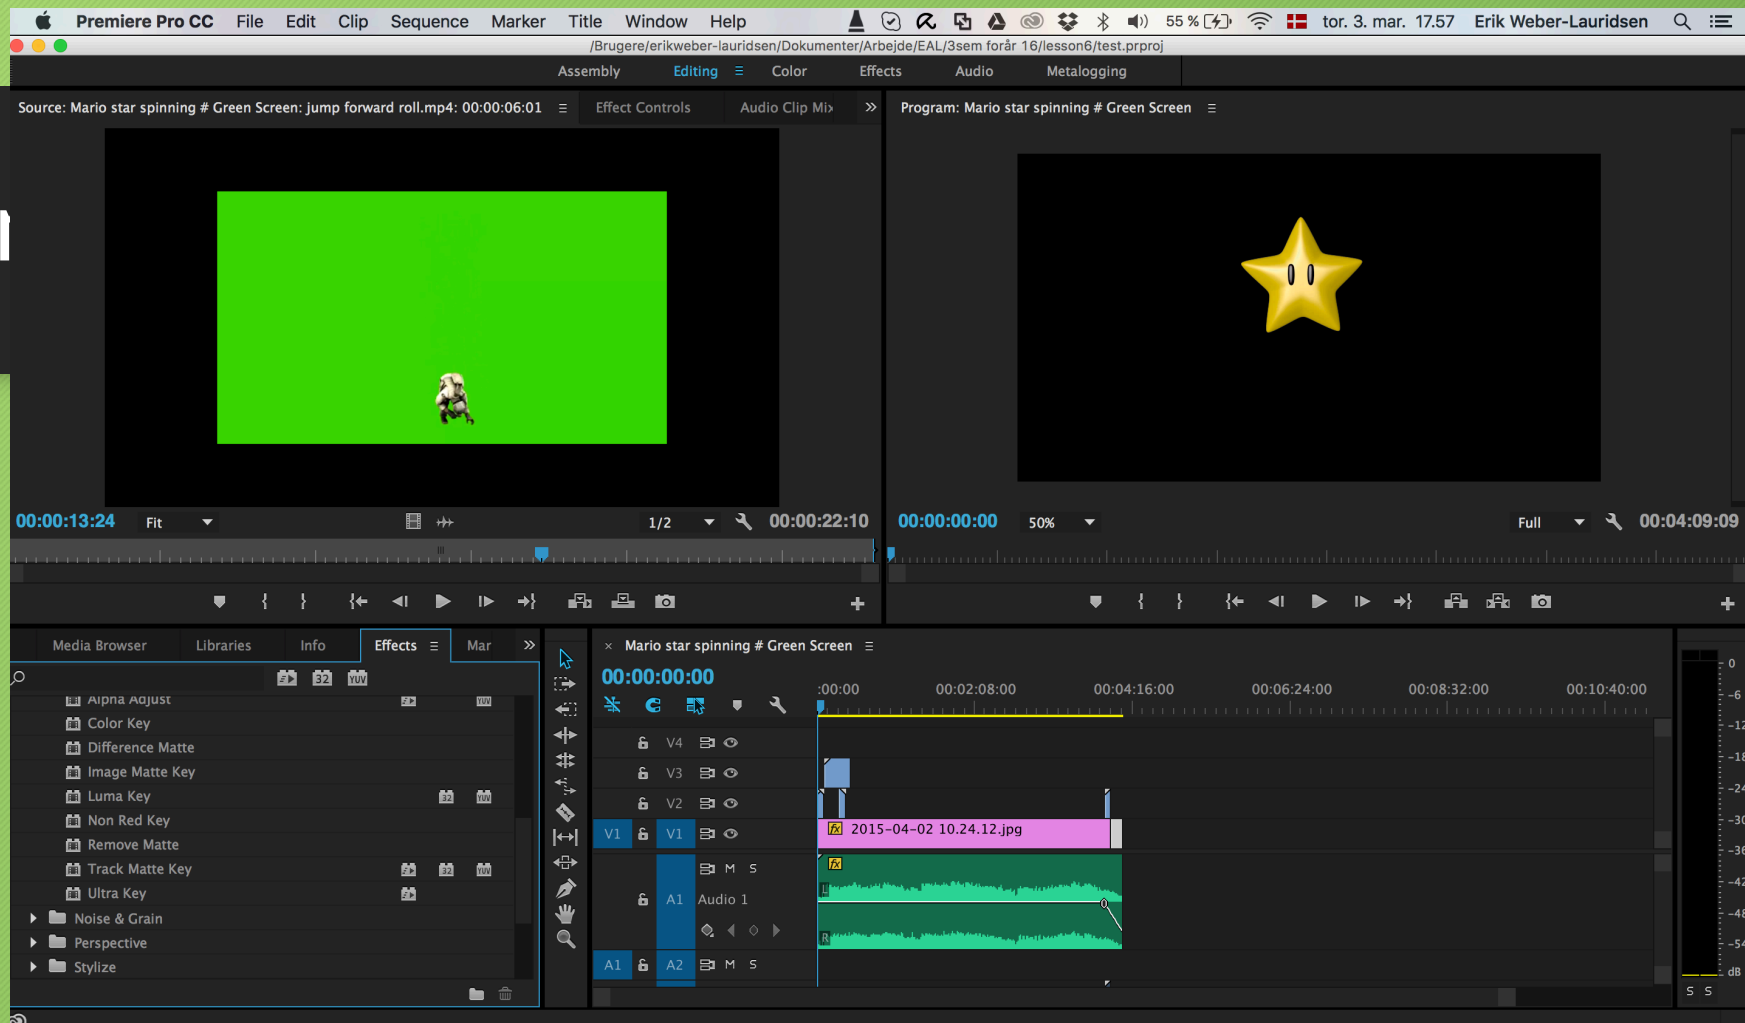 Premiere Pro CC File Edit Clip Sequence Marker Title Window Help 55 % tor. 3. mar. 17.57 Erik Weber-Lauridsen
/Brugere/erikweber-lauridsen/Dokumenter/Arbejde/EAL/3sem forår 16/lesson6/test.prproj
Assembly Editing Color Effects Audio Metalogging
Source: Mario star spinning # Green Screen: jump forward roll.mp4: 00:00:06:01 Effect Controls Audio Clip Mix
Program: Mario star spinning # Green Screen
00:00:13:24 Fit 1/2 00:00:22:10
00:00:00:00 50% Full 00:04:09:09
Media Browser Libraries Info Effects Mar
32 YUV
Alpha Adjust YUV
Color Key
Difference Matte
Image Matte Key
Luma Key 32 YUV
Non Red Key
Remove Matte
Track Matte Key 32 YUV
Ultra Key
Noise & Grain
Perspective
Stylize
× Mario star spinning # Green Screen
00:00:00:00
:00:00 00:02:08:00 00:04:16:00 00:06:24:00 00:08:32:00 00:10:40:00
V4
V3
V2
V1 V1 fx 2015-04-02 10.24.12.jpg
M S fx
L
A1 Audio 1
R
A1 A2 M S
0
-6
-12
-18
-24
-30
-36
-42
-48
-54
dB
S S